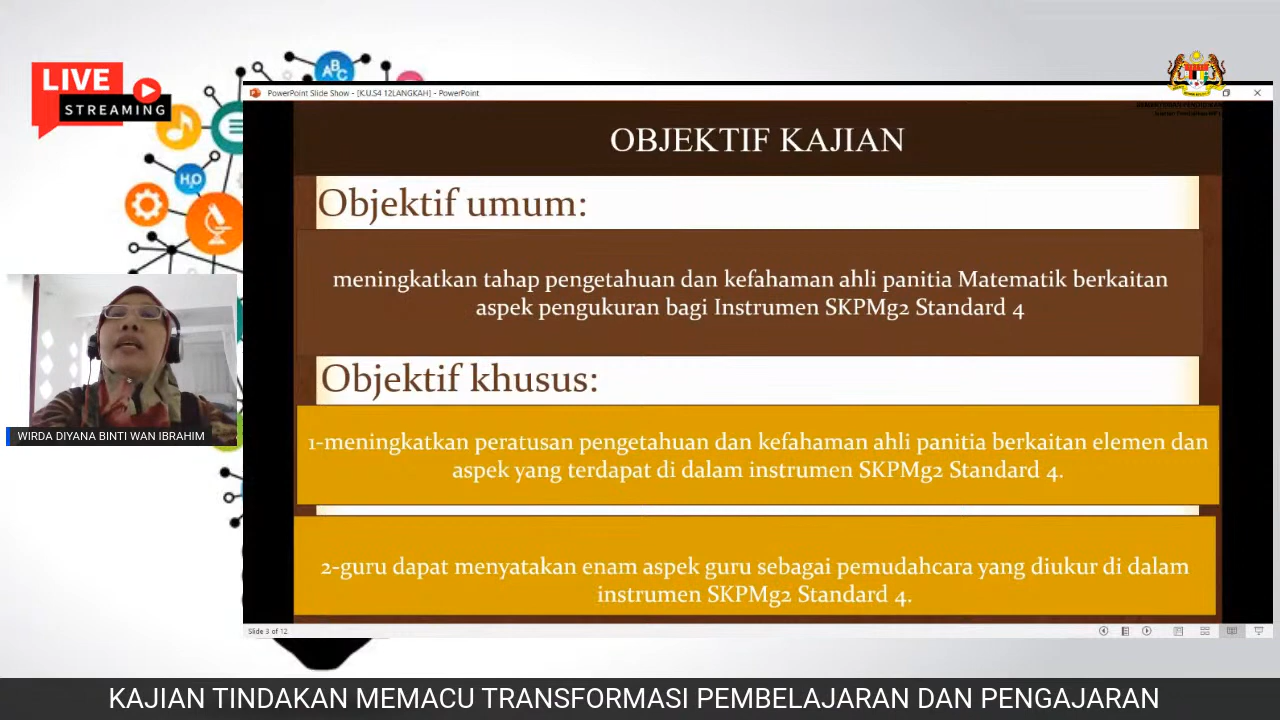 LIVE
STREAMING
ABC
H₂O
PowerPoint Slide Show - [K.U.S4 12LANGKAH] - PowerPoint
OBJEKTIF KAJIAN
Objektif umum:
meningkatkan tahap pengetahuan dan kefahaman ahli panitia Matematik berkaitan
aspek pengukuran bagi Instrumen SKPMg2 Standard 4
Objektif khusus:
1-meningkatkan peratusan pengetahuan dan kefahaman ahli panitia berkaitan elemen dan
aspek yang terdapat di dalam instrumen SKPMg2 Standard 4.
2-guru dapat menyatakan enam aspek guru sebagai pemudahcara yang diukur di dalam
instrumen SKPMg2 Standard 4.
WIRDA DIYANA BINTI WAN IBRAHIM
Slide 3 of 12
KAJIAN TINDAKAN MEMACU TRANSFORMASI PEMBELAJARAN DAN PENGAJARAN